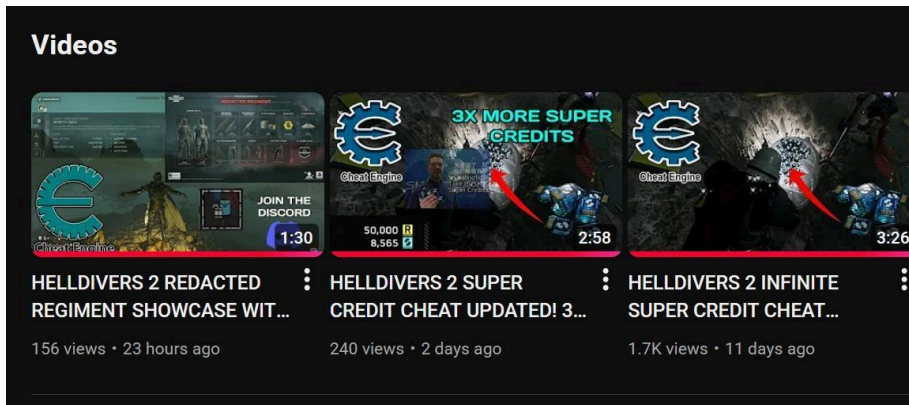 Videos
REDACTED REGIMENT
Cheat Engine
JOIN THE
DISCORD
1:30
3X MORE SUPER
CREDITS
Cheat Engine
50,000 R
8,565 S
2:58
Cheat Engine
3:26
HELLDIVERS 2 REDACTED
REGIMENT SHOWCASE WIT...
156 views • 23 hours ago
HELLDIVERS 2 SUPER
CREDIT CHEAT UPDATED! 3...
240 views • 2 days ago
HELLDIVERS 2 INFINITE
SUPER CREDIT CHEAT...
1.7K views • 11 days ago